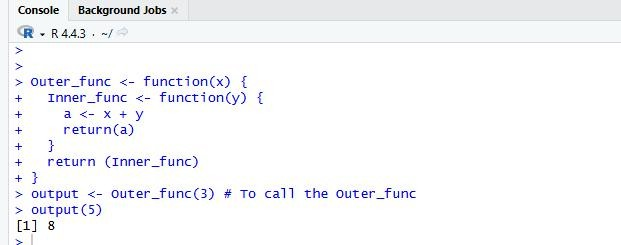 Console Background Jobs ×
R R 4.4.3 · ~/
>
>
> Outer_func <- function(x) {
+   Inner_func <- function(y) {
+     a <- x + y
+     return(a)
+   }
+   return (Inner_func)
+ }
> output <- Outer_func(3) # To call the Outer_func
> output(5)
[1] 8
>